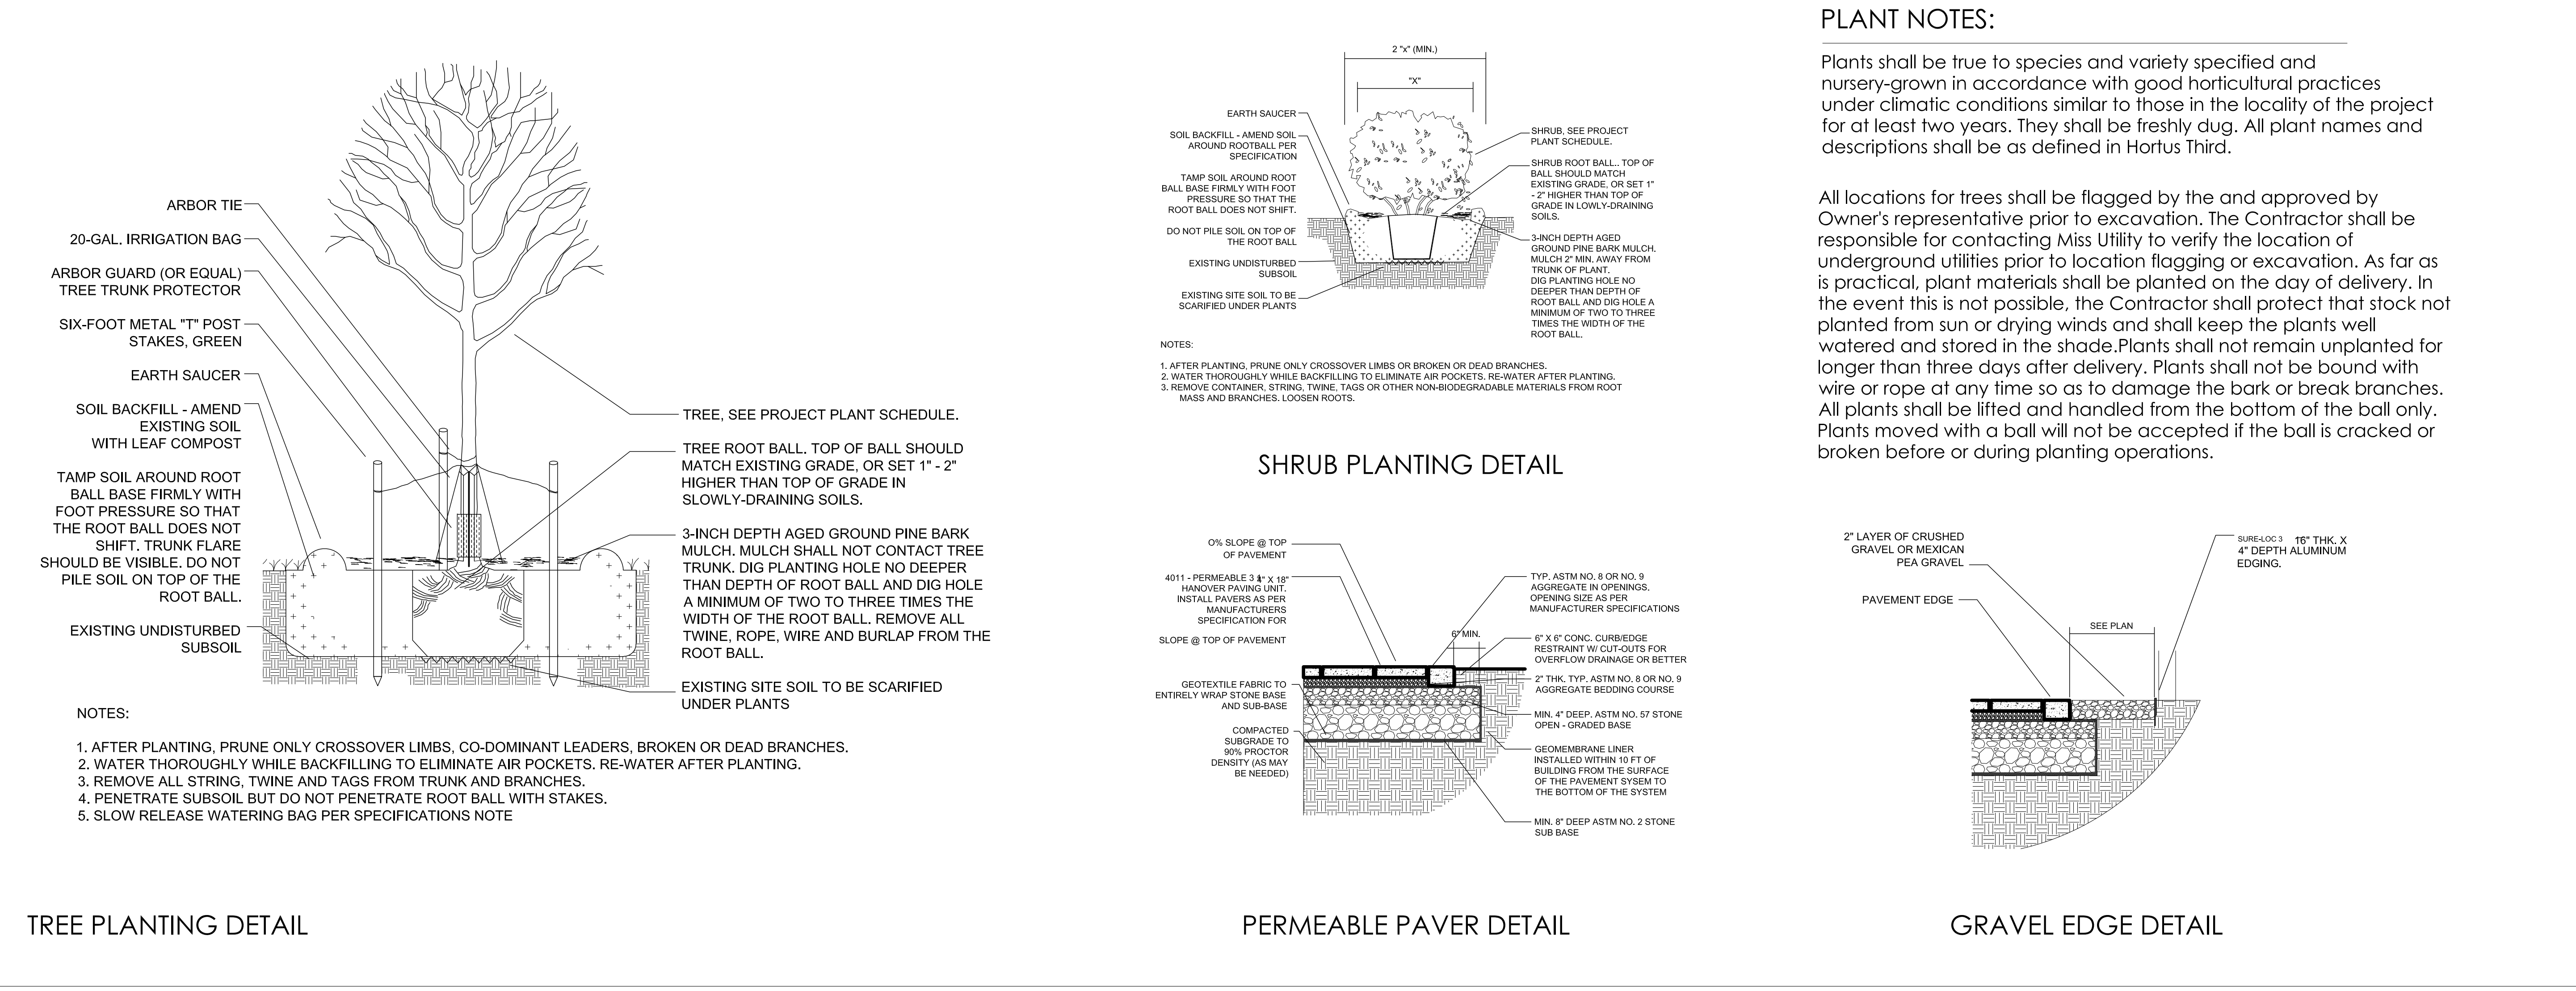 ARBOR TIE
20-GAL. IRRIGATION BAG
ARBOR GUARD (OR EQUAL)
TREE TRUNK PROTECTOR
SIX-FOOT METAL "T" POST
STAKES, GREEN
EARTH SAUCER
SOIL BACKFILL - AMEND
EXISTING SOIL
WITH LEAF COMPOST
TAMP SOIL AROUND ROOT
BALL BASE FIRMLY WITH
FOOT PRESSURE SO THAT
THE ROOT BALL DOES NOT
SHIFT. TRUNK FLARE
SHOULD BE VISIBLE. DO NOT
PILE SOIL ON TOP OF THE
ROOT BALL.
EXISTING UNDISTURBED
SUBSOIL
TREE, SEE PROJECT PLANT SCHEDULE.
TREE ROOT BALL. TOP OF BALL SHOULD
MATCH EXISTING GRADE, OR SET 1" - 2"
HIGHER THAN TOP OF GRADE IN
SLOWLY-DRAINING SOILS.
3-INCH DEPTH AGED GROUND PINE BARK
MULCH. MULCH SHALL NOT CONTACT TREE
TRUNK. DIG PLANTING HOLE NO DEEPER
THAN DEPTH OF ROOT BALL AND DIG HOLE
A MINIMUM OF TWO TO THREE TIMES THE
WIDTH OF THE ROOT BALL. REMOVE ALL
TWINE, ROPE, WIRE AND BURLAP FROM THE
ROOT BALL.
EXISTING SITE SOIL TO BE SCARIFIED
UNDER PLANTS
NOTES:
1. AFTER PLANTING, PRUNE ONLY CROSSOVER LIMBS, CO-DOMINANT LEADERS, BROKEN OR DEAD BRANCHES.
2. WATER THOROUGHLY WHILE BACKFILLING TO ELIMINATE AIR POCKETS. RE-WATER AFTER PLANTING.
3. REMOVE ALL STRING, TWINE AND TAGS FROM TRUNK AND BRANCHES.
4. PENETRATE SUBSOIL BUT DO NOT PENETRATE ROOT BALL WITH STAKES.
5. SLOW RELEASE WATERING BAG PER SPECIFICATIONS NOTE
TREE PLANTING DETAIL
2 "x" (MIN.)
"X"
EARTH SAUCER
SOIL BACKFILL - AMEND SOIL
AROUND ROOTBALL PER
SPECIFICATION
TAMP SOIL AROUND ROOT
BALL BASE FIRMLY WITH FOOT
PRESSURE SO THAT THE
ROOT BALL DOES NOT SHIFT.
DO NOT PILE SOIL ON TOP OF
THE ROOT BALL
EXISTING UNDISTURBED
SUBSOIL
EXISTING SITE SOIL TO BE
SCARIFIED UNDER PLANTS
SHRUB, SEE PROJECT
PLANT SCHEDULE.
SHRUB ROOT BALL.. TOP OF
BALL SHOULD MATCH
EXISTING GRADE, OR SET 1"
- 2" HIGHER THAN TOP OF
GRADE IN LOWLY-DRAINING
SOILS.
3-INCH DEPTH AGED
GROUND PINE BARK MULCH.
MULCH 2" MIN. AWAY FROM
TRUNK OF PLANT.
DIG PLANTING HOLE NO
DEEPER THAN DEPTH OF
ROOT BALL AND DIG HOLE A
MINIMUM OF TWO TO THREE
TIMES THE WIDTH OF THE
ROOT BALL.
NOTES:
1. AFTER PLANTING, PRUNE ONLY CROSSOVER LIMBS OR BROKEN OR DEAD BRANCHES.
2. WATER THOROUGHLY WHILE BACKFILLING TO ELIMINATE AIR POCKETS. RE-WATER AFTER PLANTING.
3. REMOVE CONTAINER, STRING, TWINE, TAGS OR OTHER NON-BIODEGRADABLE MATERIALS FROM ROOT
MASS AND BRANCHES. LOOSEN ROOTS.
SHRUB PLANTING DETAIL
O% SLOPE @ TOP
OF PAVEMENT
4011 - PERMEABLE 3 X 18"
HANOVER PAVING UNIT.
INSTALL PAVERS AS PER
MANUFACTURERS
SPECIFICATION FOR
SLOPE @ TOP OF PAVEMENT
GEOTEXTILE FABRIC TO
ENTIRELY WRAP STONE BASE
AND SUB-BASE
COMPACTED
SUBGRADE TO
90% PROCTOR
DENSITY (AS MAY
BE NEEDED)
6" MIN.
TYP. ASTM NO. 8 OR NO. 9
AGGREGATE IN OPENINGS.
OPENING SIZE AS PER
MANUFACTURER SPECIFICATIONS
6" X 6" CONC. CURB/EDGE
RESTRAINT W/ CUT-OUTS FOR
OVERFLOW DRAINAGE OR BETTER
2" THK. TYP. ASTM NO. 8 OR NO. 9
AGGREGATE BEDDING COURSE
MIN. 4" DEEP. ASTM NO. 57 STONE
OPEN - GRADED BASE
GEOMEMBRANE LINER
INSTALLED WITHIN 10 FT OF
BUILDING FROM THE SURFACE
OF THE PAVEMENT SYSEM TO
THE BOTTOM OF THE SYSTEM
MIN. 8" DEEP ASTM NO. 2 STONE
SUB BASE
PERMEABLE PAVER DETAIL
PLANT NOTES:
Plants shall be true to species and variety specified and
nursery-grown in accordance with good horticultural practices
under climatic conditions similar to those in the locality of the project
for at least two years. They shall be freshly dug. All plant names and
descriptions shall be as defined in Hortus Third.
All locations for trees shall be flagged by the and approved by
Owner's representative prior to excavation. The Contractor shall be
responsible for contacting Miss Utility to verify the location of
underground utilities prior to location flagging or excavation. As far as
is practical, plant materials shall be planted on the day of delivery. In
the event this is not possible, the Contractor shall protect that stock not
planted from sun or drying winds and shall keep the plants well
watered and stored in the shade.Plants shall not remain unplanted for
longer than three days after delivery. Plants shall not be bound with
wire or rope at any time so as to damage the bark or break branches.
All plants shall be lifted and handled from the bottom of the ball only.
Plants moved with a ball will not be accepted if the ball is cracked or
broken before or during planting operations.
2" LAYER OF CRUSHED
GRAVEL OR MEXICAN
PEA GRAVEL
PAVEMENT EDGE
SEE PLAN
SURE-LOC 3 THK. X
4" DEPTH ALUMINUM
EDGING.
GRAVEL EDGE DETAIL